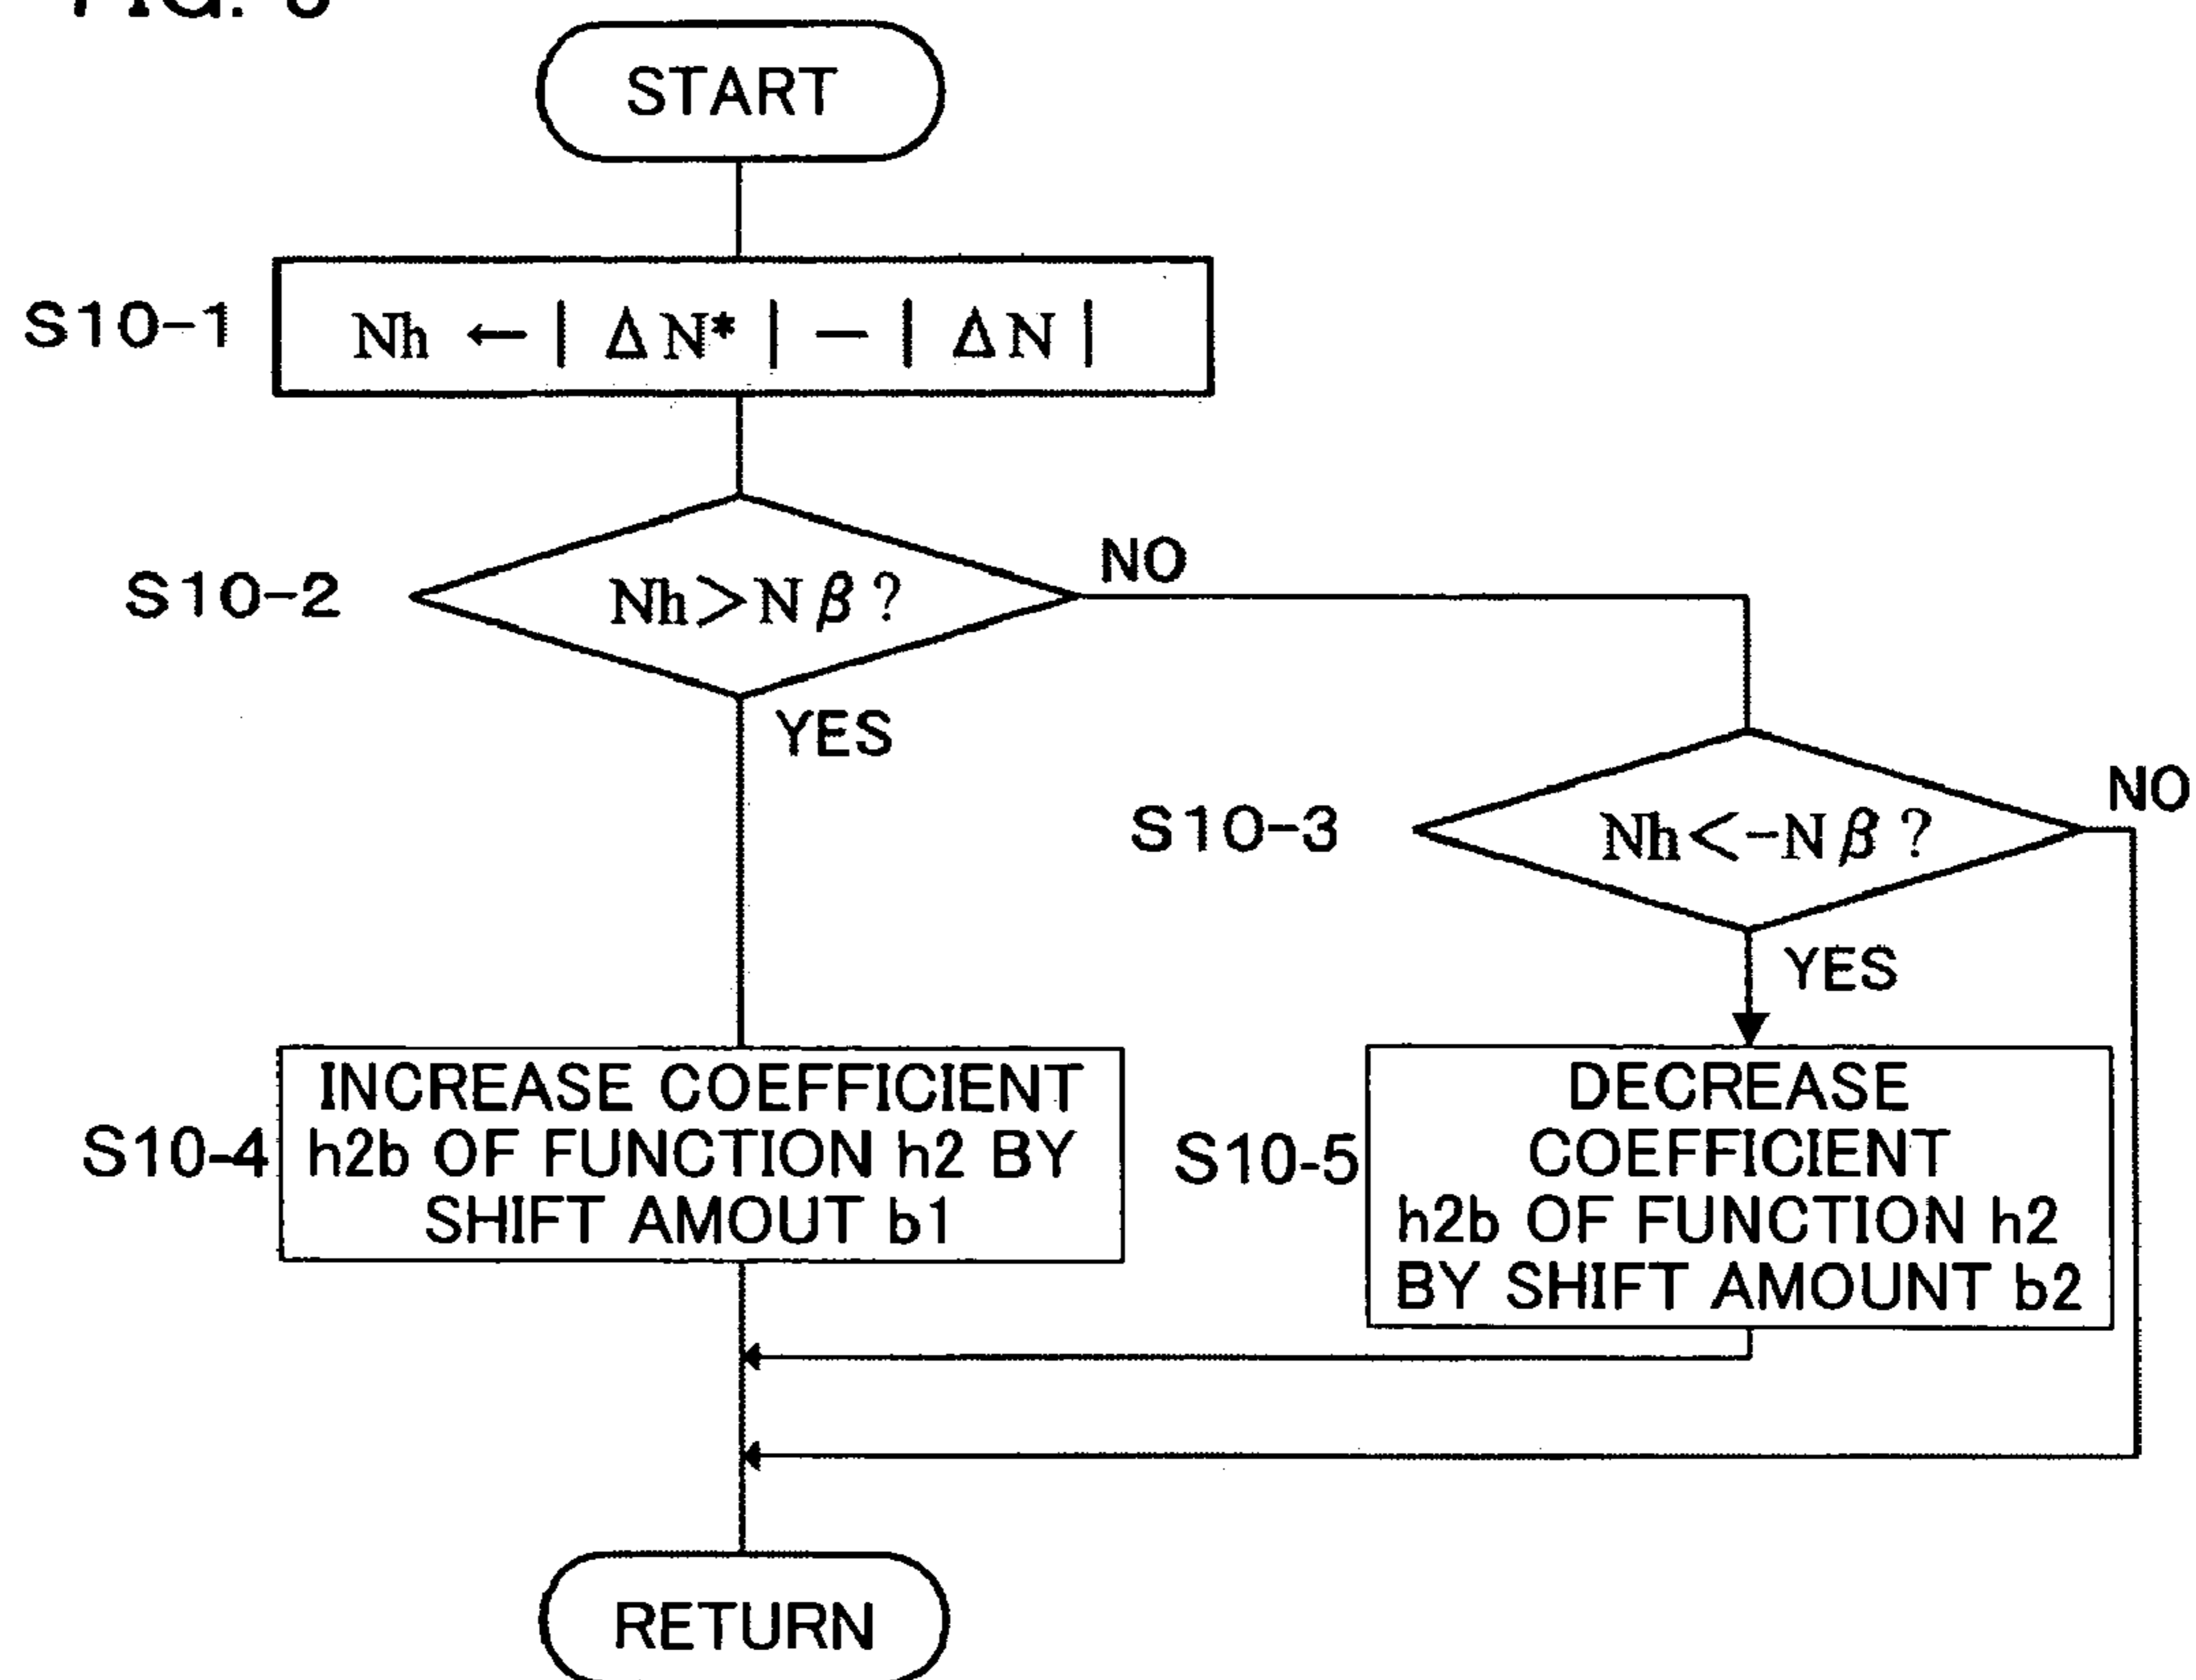 START
S10-1
Nh ← | ΔN* | − | ΔN |
S10-2
Nh>Nβ?
NO
YES
S10-3
Nh<-Nβ?
NO
YES
S10-4
INCREASE COEFFICIENT
h2b OF FUNCTION h2 BY
SHIFT AMOUT b1
S10-5
DECREASE
COEFFICIENT
h2b OF FUNCTION h2
BY SHIFT AMOUNT b2
RETURN